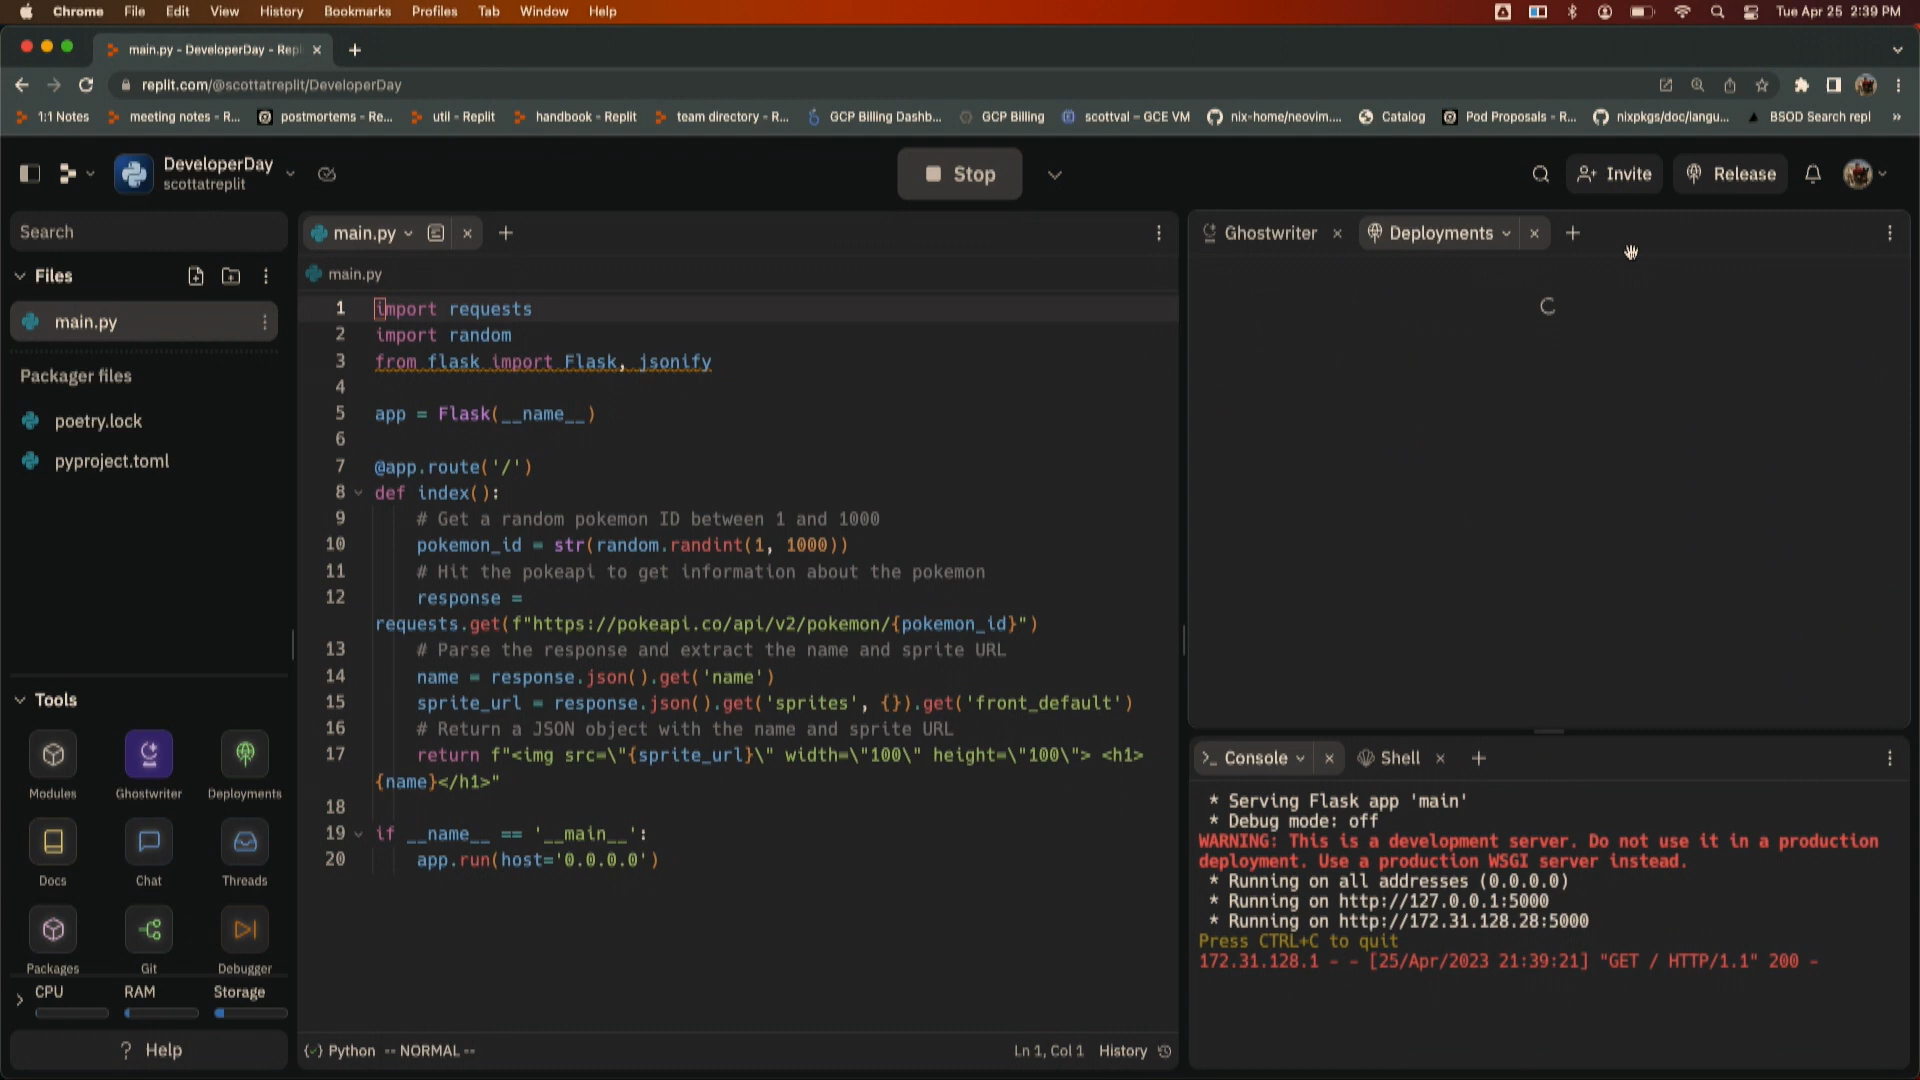 Chrome File Edit View History Bookmarks Profiles Tab Window Help
Tue Apr 25 2:39 PM
main.py - DeveloperDay - Repl
replit.com/@scottatreplit/DeveloperDay
1:1 Notes
meeting notes - R...
postmortems - Re...
util - Replit
handbook - Replit
team directory - R...
GCP Billing Dashb...
GCP Billing
scottval – GCE VM
nix-home/neovim....
Catalog
Pod Proposals - R...
nixpkgs/doc/langu...
BSOD Search repl
»
DeveloperDay
scottatreplit
Stop
Invite
Release
Search
Files
main.py
Packager files
poetry.lock
pyproject.toml
Tools
Modules
Ghostwriter
Deployments
Docs
Chat
Threads
Packages
Git
Debugger
CPU
RAM
Storage
? Help
main.py
main.py
1 import requests
2 import random
3 from flask import Flask, jsonify
4
5 app = Flask(__name__)
6
7 @app.route('/')
8 def index():
9 # Get a random pokemon ID between 1 and 1000
10 pokemon_id = str(random.randint(1, 1000))
11 # Hit the pokeapi to get information about the pokemon
12 response =
requests.get(f"https://pokeapi.co/api/v2/pokemon/{pokemon_id}")
13 # Parse the response and extract the name and sprite URL
14 name = response.json().get('name')
15 sprite_url = response.json().get('sprites', {}).get('front_default')
16 # Return a JSON object with the name and sprite URL
17 return f"<img src=\"{sprite_url}\" width=\"100\" height=\"100\"> <h1>
{name}</h1>"
18
19 if __name__ == '__main__':
20 app.run(host='0.0.0.0')
Python -- NORMAL --
Ln 1, Col 1 History
Ghostwriter
Deployments
Console
Shell
* Serving Flask app 'main'
* Debug mode: off
WARNING: This is a development server. Do not use it in a production
deployment. Use a production WSGI server instead.
* Running on all addresses (0.0.0.0)
* Running on http://127.0.0.1:5000
* Running on http://172.31.128.28:5000
Press CTRL+C to quit
172.31.128.1 - - [25/Apr/2023 21:39:21] "GET / HTTP/1.1" 200 -